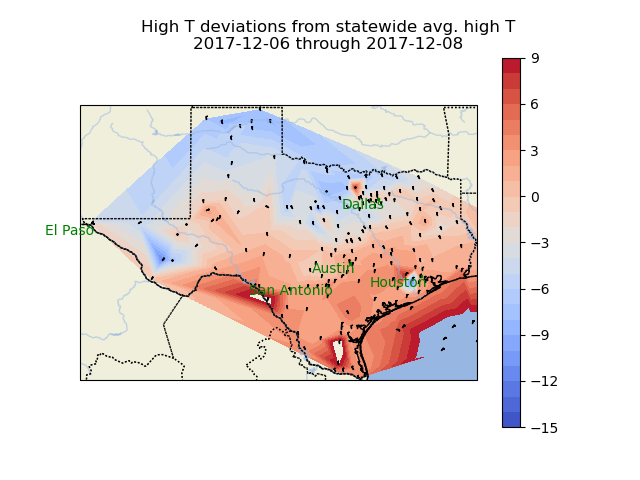 High T deviations from statewide avg. high T
2017-12-06 through 2017-12-08
9
6
3
0
−3
−6
−9
−12
−15
Dallas
El Paso
Austin
San Antonio
Houston